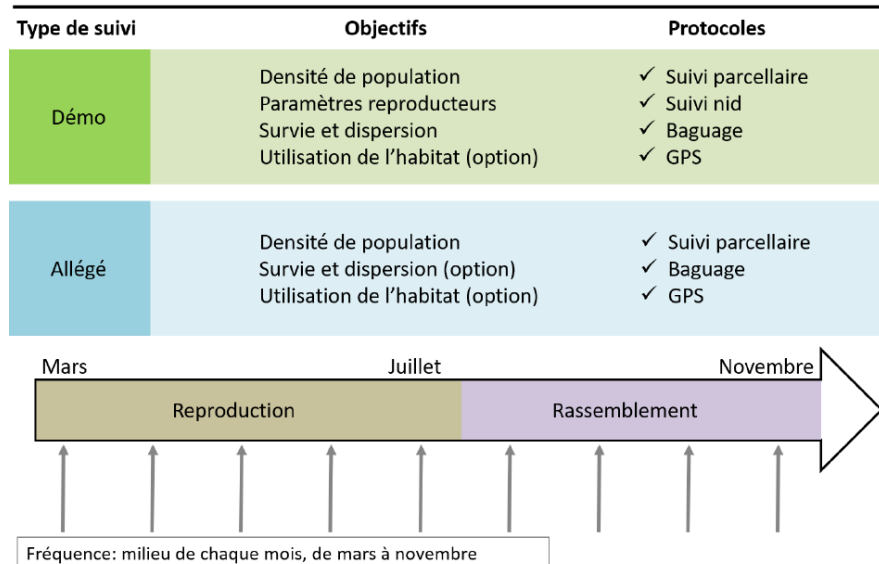 Type de suivi Objectifs Protocoles
Démo
Densité de population ✓ Suivi parcellaire
Paramètres reproducteurs ✓ Suivi nid
Survie et dispersion ✓ Baguage
Utilisation de l'habitat (option) ✓ GPS
Allégé
Densité de population ✓ Suivi parcellaire
Survie et dispersion (option) ✓ Baguage
Utilisation de l'habitat (option) ✓ GPS
Mars Juillet Novembre
Reproduction Rassemblement
Fréquence: milieu de chaque mois, de mars à novembre